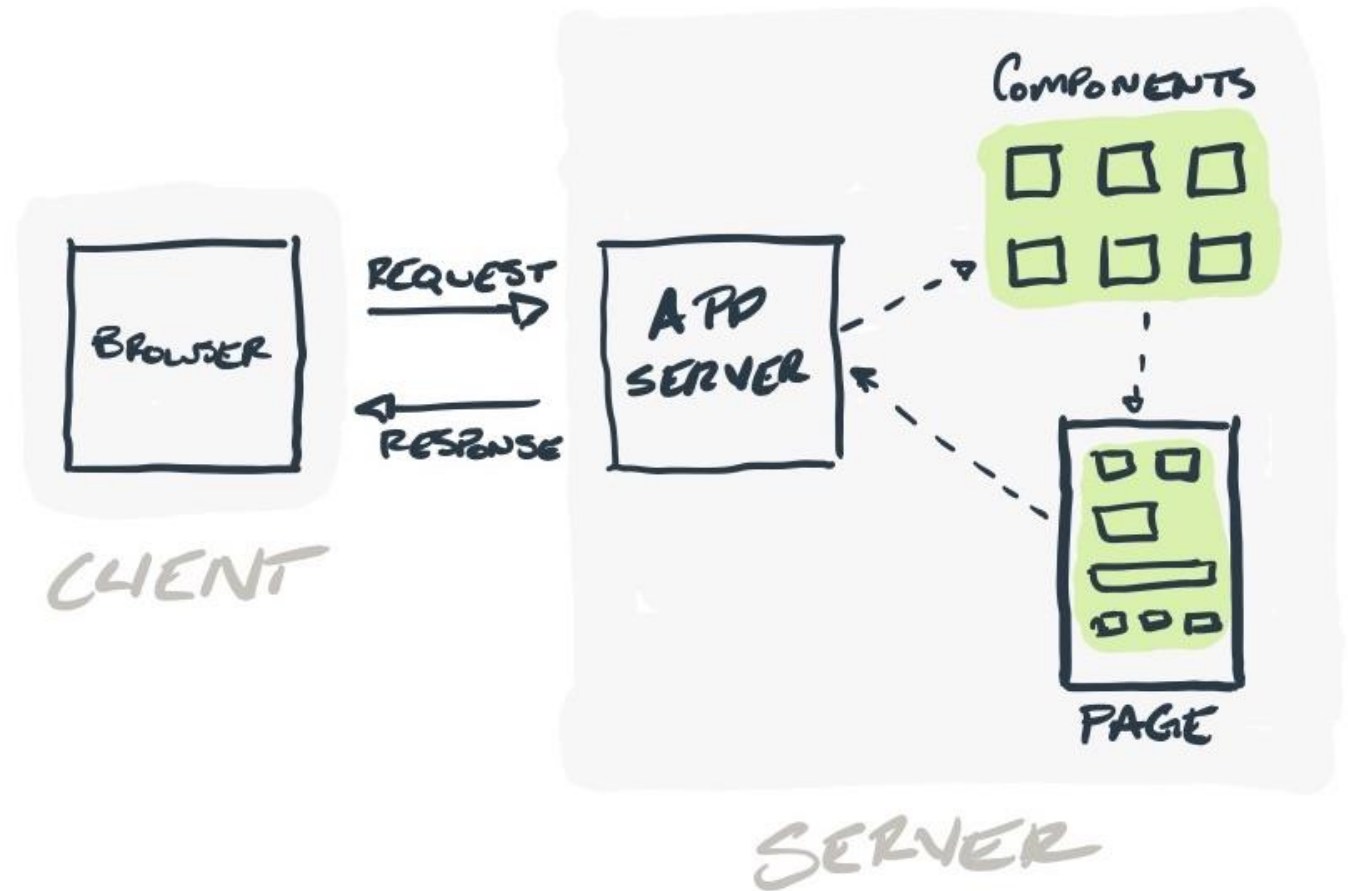 COMPONENTS
BROWSER
REQUEST
RESPONSE
APP
SERVER
CLIENT
PAGE
SERVER